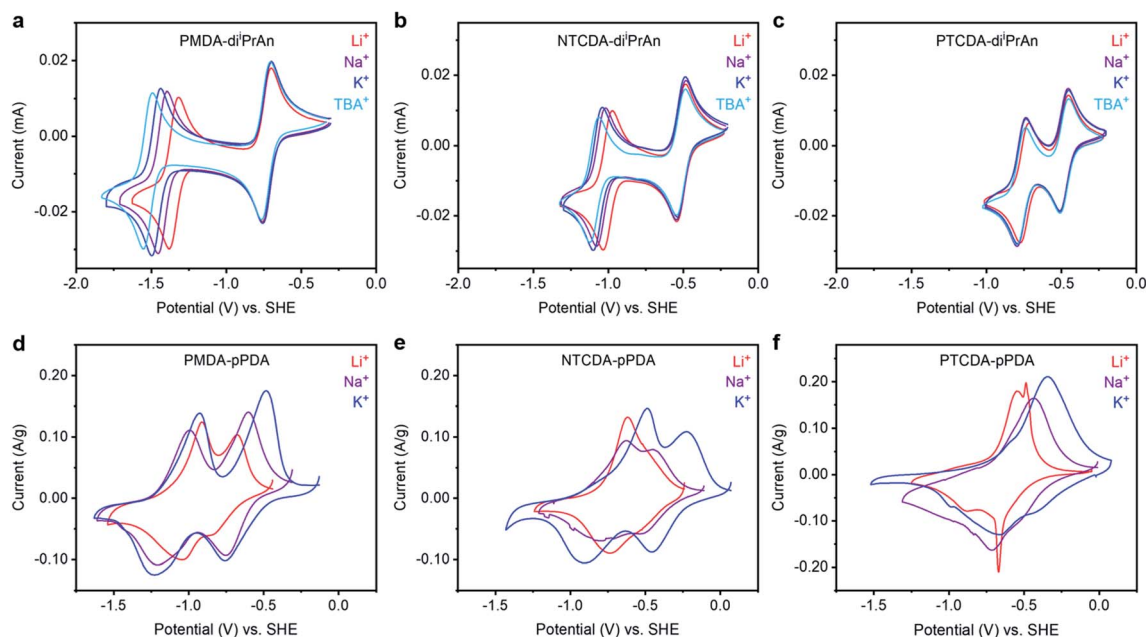 a
PMDA-diⁱPrAn
Li⁺
Na⁺
K⁺
TBA⁺
Current (mA)
0.02
0.00
-0.02
-2.0 -1.5 -1.0 -0.5 0.0
Potential (V) vs. SHE
b
NTCDA-diⁱPrAn
Li⁺
Na⁺
K⁺
TBA⁺
Current (mA)
0.02
0.00
-0.02
-2.0 -1.5 -1.0 -0.5 0.0
Potential (V) vs. SHE
c
PTCDA-diⁱPrAn
Li⁺
Na⁺
K⁺
TBA⁺
Current (mA)
0.02
0.00
-0.02
-2.0 -1.5 -1.0 -0.5 0.0
Potential (V) vs. SHE
d
PMDA-pPDA
Li⁺
Na⁺
K⁺
Current (A/g)
0.20
0.10
0.00
-0.10
-1.5 -1.0 -0.5 0.0
Potential (V) vs. SHE
e
NTCDA-pPDA
Li⁺
Na⁺
K⁺
Current (A/g)
0.20
0.10
0.00
-0.10
-1.5 -1.0 -0.5 0.0
Potential (V) vs. SHE
f
PTCDA-pPDA
Li⁺
Na⁺
K⁺
Current (A/g)
0.20
0.10
0.00
-0.10
-0.20
-1.5 -1.0 -0.5 0.0
Potential (V) vs. SHE